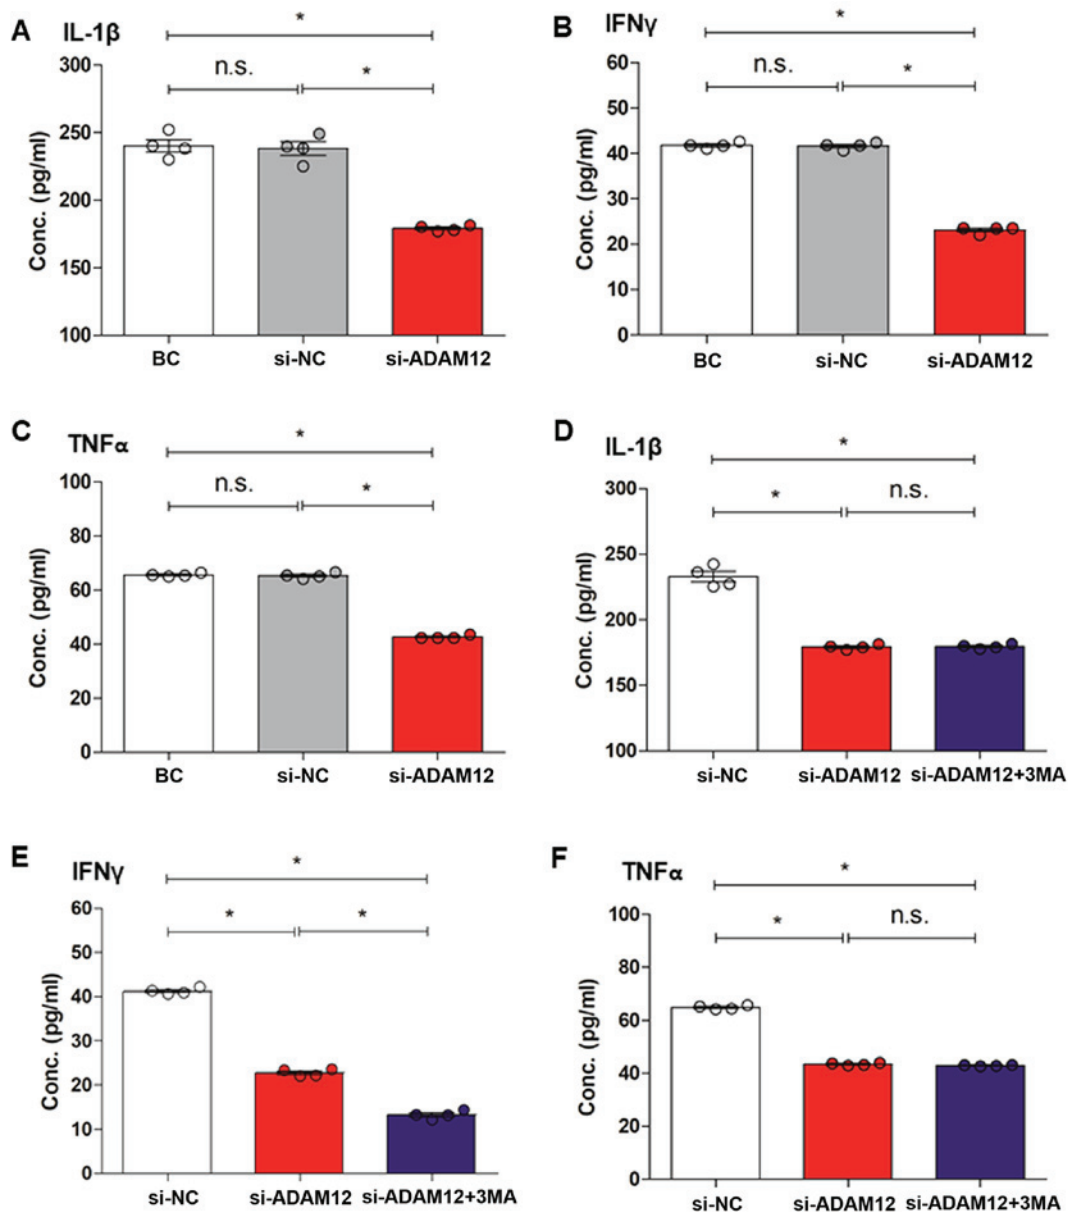 A IL-1β
*
n.s. *
300
250
200
150
100
Conc. (pg/ml)
BC si-NC si-ADAM12
B IFNγ
*
n.s. *
60
50
40
30
20
10
0
Conc. (pg/ml)
BC si-NC si-ADAM12
C TNFα
*
n.s. *
100
80
60
40
20
0
Conc. (pg/ml)
BC si-NC si-ADAM12
D IL-1β
*
* n.s.
300
250
200
150
100
Conc. (pg/ml)
si-NC si-ADAM12 si-ADAM12+3MA
E IFNγ
*
* *
60
50
40
30
20
10
0
Conc. (pg/ml)
si-NC si-ADAM12 si-ADAM12+3MA
F TNFα
*
* n.s.
100
80
60
40
20
0
Conc. (pg/ml)
si-NC si-ADAM12 si-ADAM12+3MA